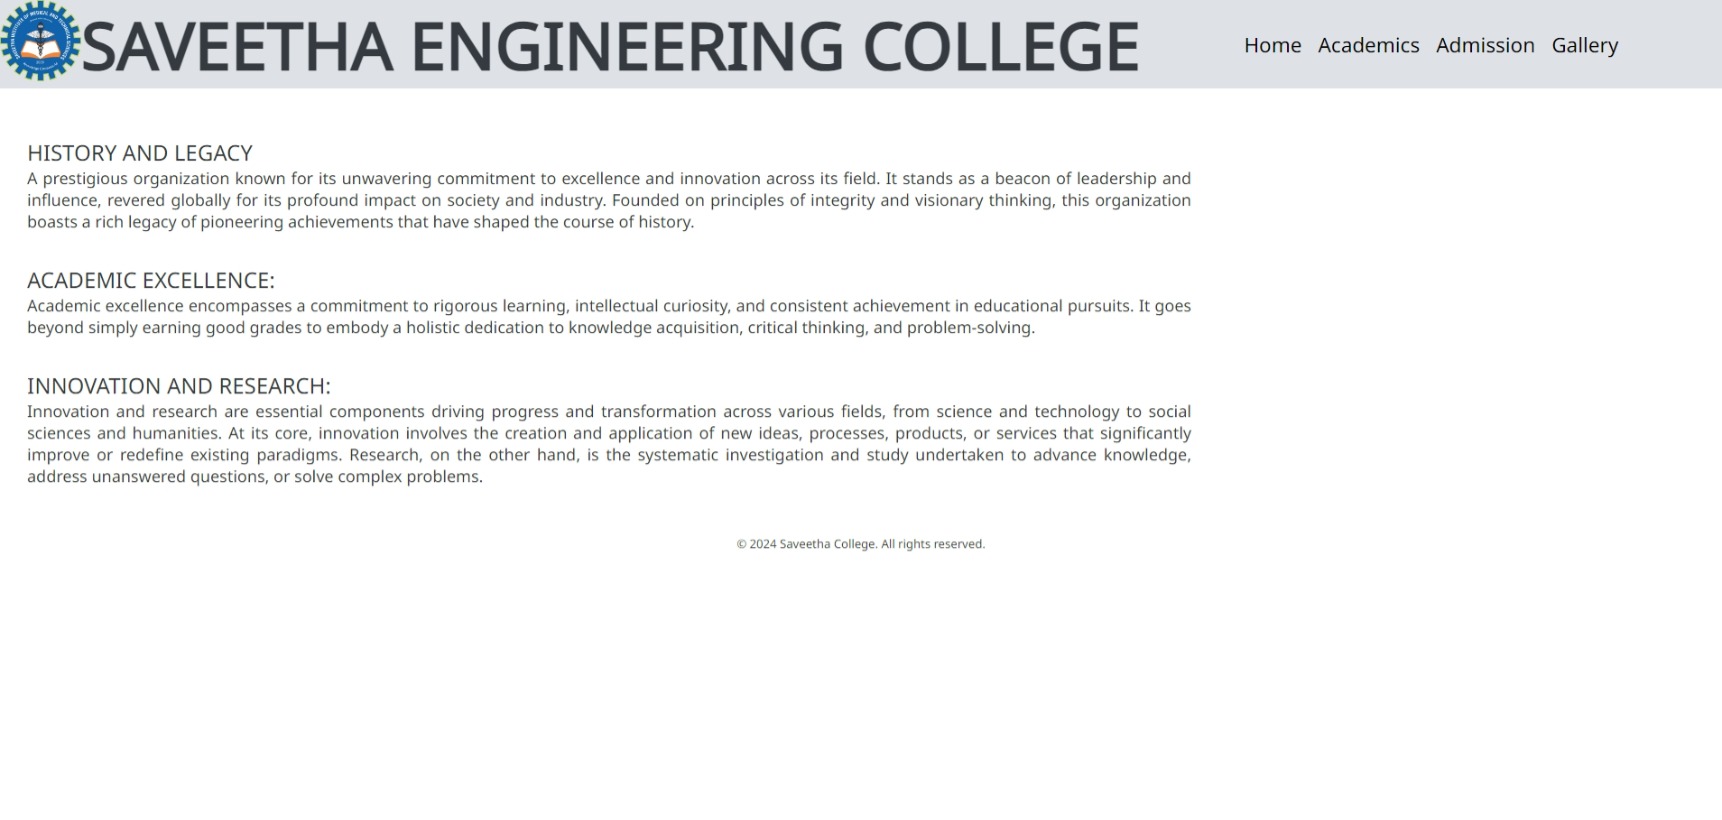 SAVEETHA ENGINEERING COLLEGE
Home Academics Admission Gallery
HISTORY AND LEGACY
A prestigious organization known for its unwavering commitment to excellence and innovation across its field. It stands as a beacon of leadership and
influence, revered globally for its profound impact on society and industry. Founded on principles of integrity and visionary thinking, this organization
boasts a rich legacy of pioneering achievements that have shaped the course of history.
ACADEMIC EXCELLENCE:
Academic excellence encompasses a commitment to rigorous learning, intellectual curiosity, and consistent achievement in educational pursuits. It goes
beyond simply earning good grades to embody a holistic dedication to knowledge acquisition, critical thinking, and problem-solving.
INNOVATION AND RESEARCH:
Innovation and research are essential components driving progress and transformation across various fields, from science and technology to social
sciences and humanities. At its core, innovation involves the creation and application of new ideas, processes, products, or services that significantly
improve or redefine existing paradigms. Research, on the other hand, is the systematic investigation and study undertaken to advance knowledge,
address unanswered questions, or solve complex problems.
© 2024 Saveetha College. All rights reserved.